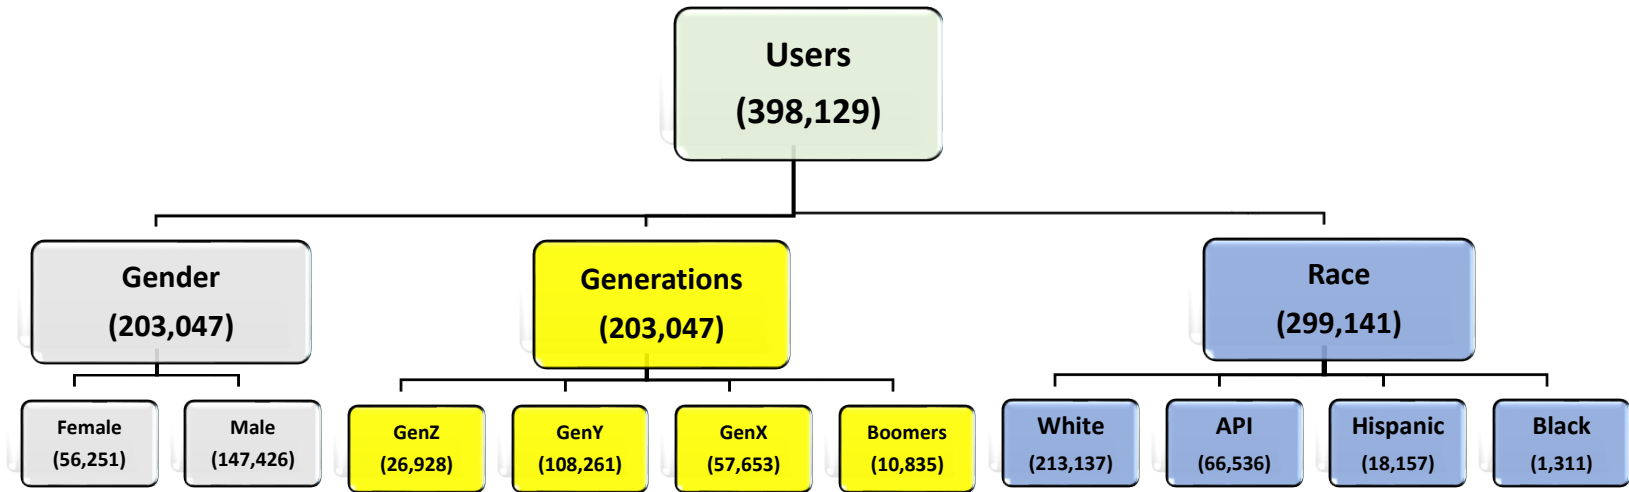 Users
(398,129)
Gender
(203,047)
Generations
(203,047)
Race
(299,141)
Female
(56,251)
Male
(147,426)
GenZ
(26,928)
GenY
(108,261)
GenX
(57,653)
Boomers
(10,835)
White
(213,137)
API
(66,536)
Hispanic
(18,157)
Black
(1,311)